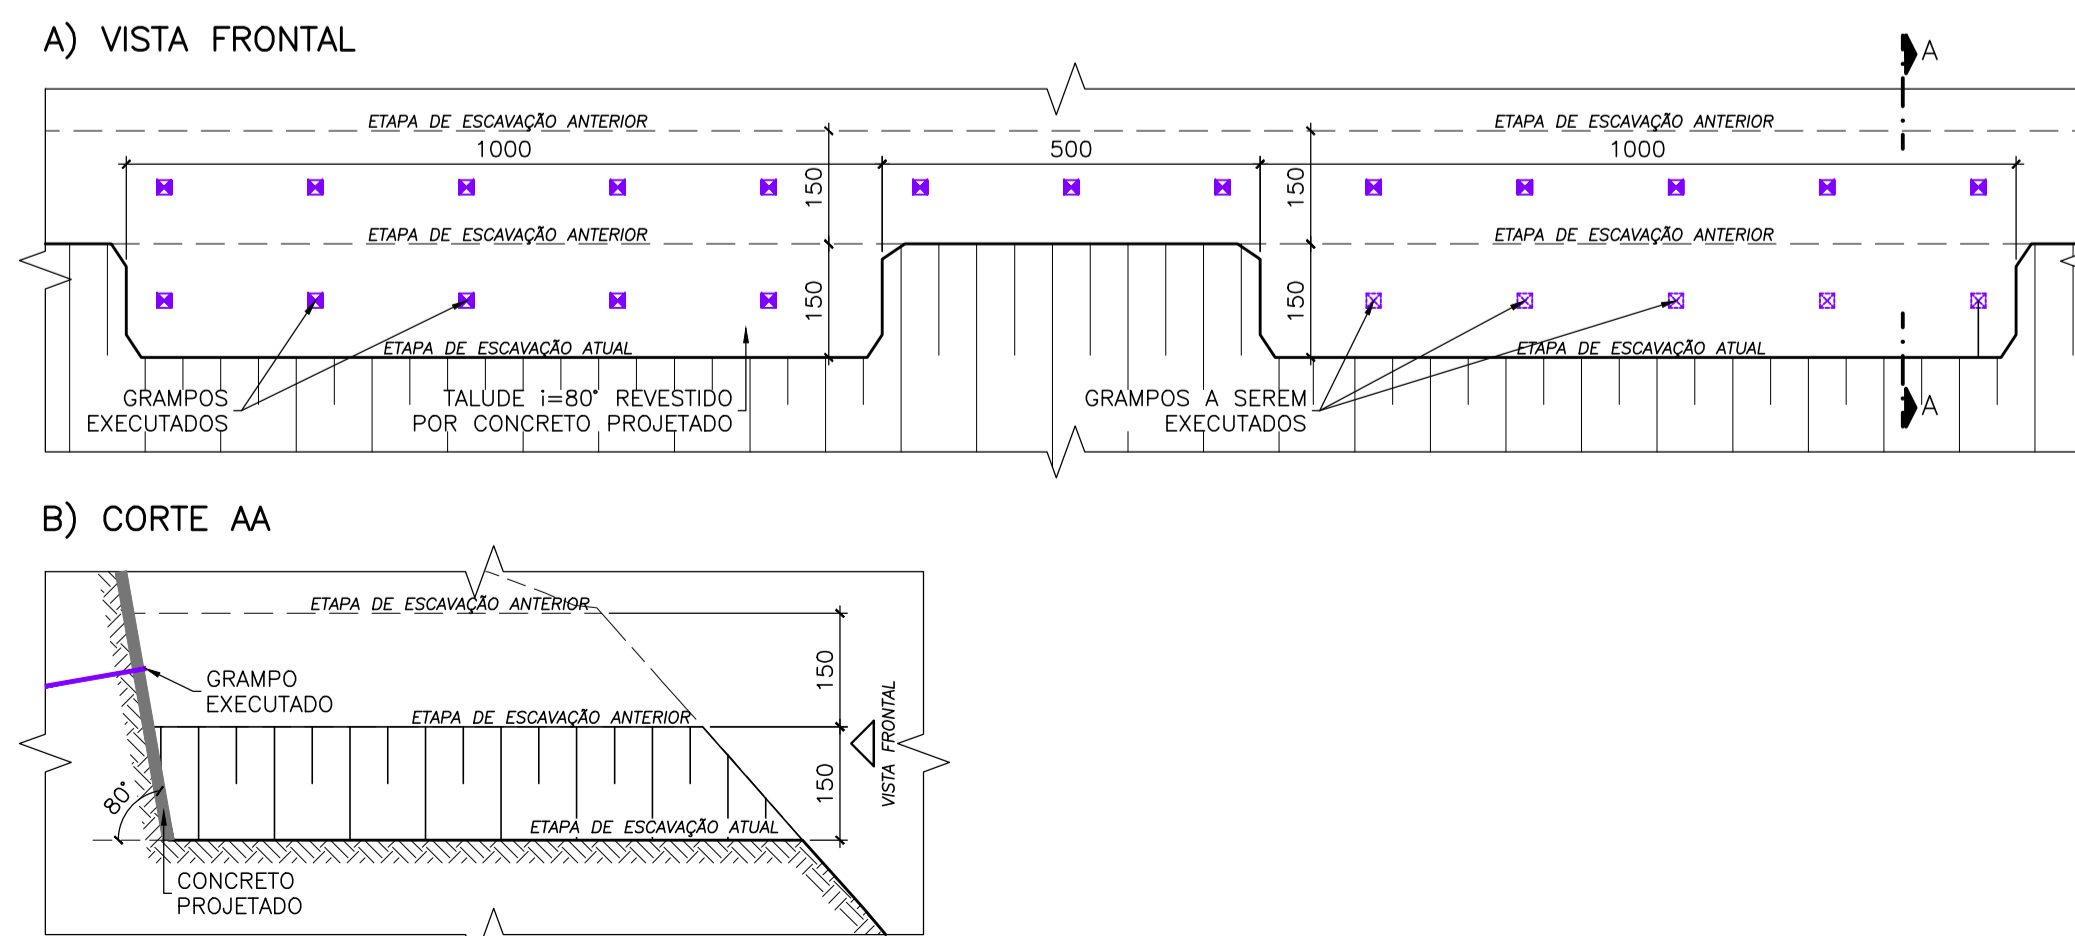 A) VISTA FRONTAL
A
ETAPA DE ESCAVAÇÃO ANTERIOR
ETAPA DE ESCAVAÇÃO ANTERIOR
1000
500
1000
150
150
ETAPA DE ESCAVAÇÃO ANTERIOR
ETAPA DE ESCAVAÇÃO ANTERIOR
150
150
ETAPA DE ESCAVAÇÃO ATUAL
ETAPA DE ESCAVAÇÃO ATUAL
GRAMPOS
EXECUTADOS
TALUDE i=80° REVESTIDO
POR CONCRETO PROJETADO
GRAMPOS A SEREM
EXECUTADOS
A
B) CORTE AA
ETAPA DE ESCAVAÇÃO ANTERIOR
150
GRAMPO
EXECUTADO
ETAPA DE ESCAVAÇÃO ANTERIOR
VISTA FRONTAL
150
80°
ETAPA DE ESCAVAÇÃO ATUAL
CONCRETO
PROJETADO